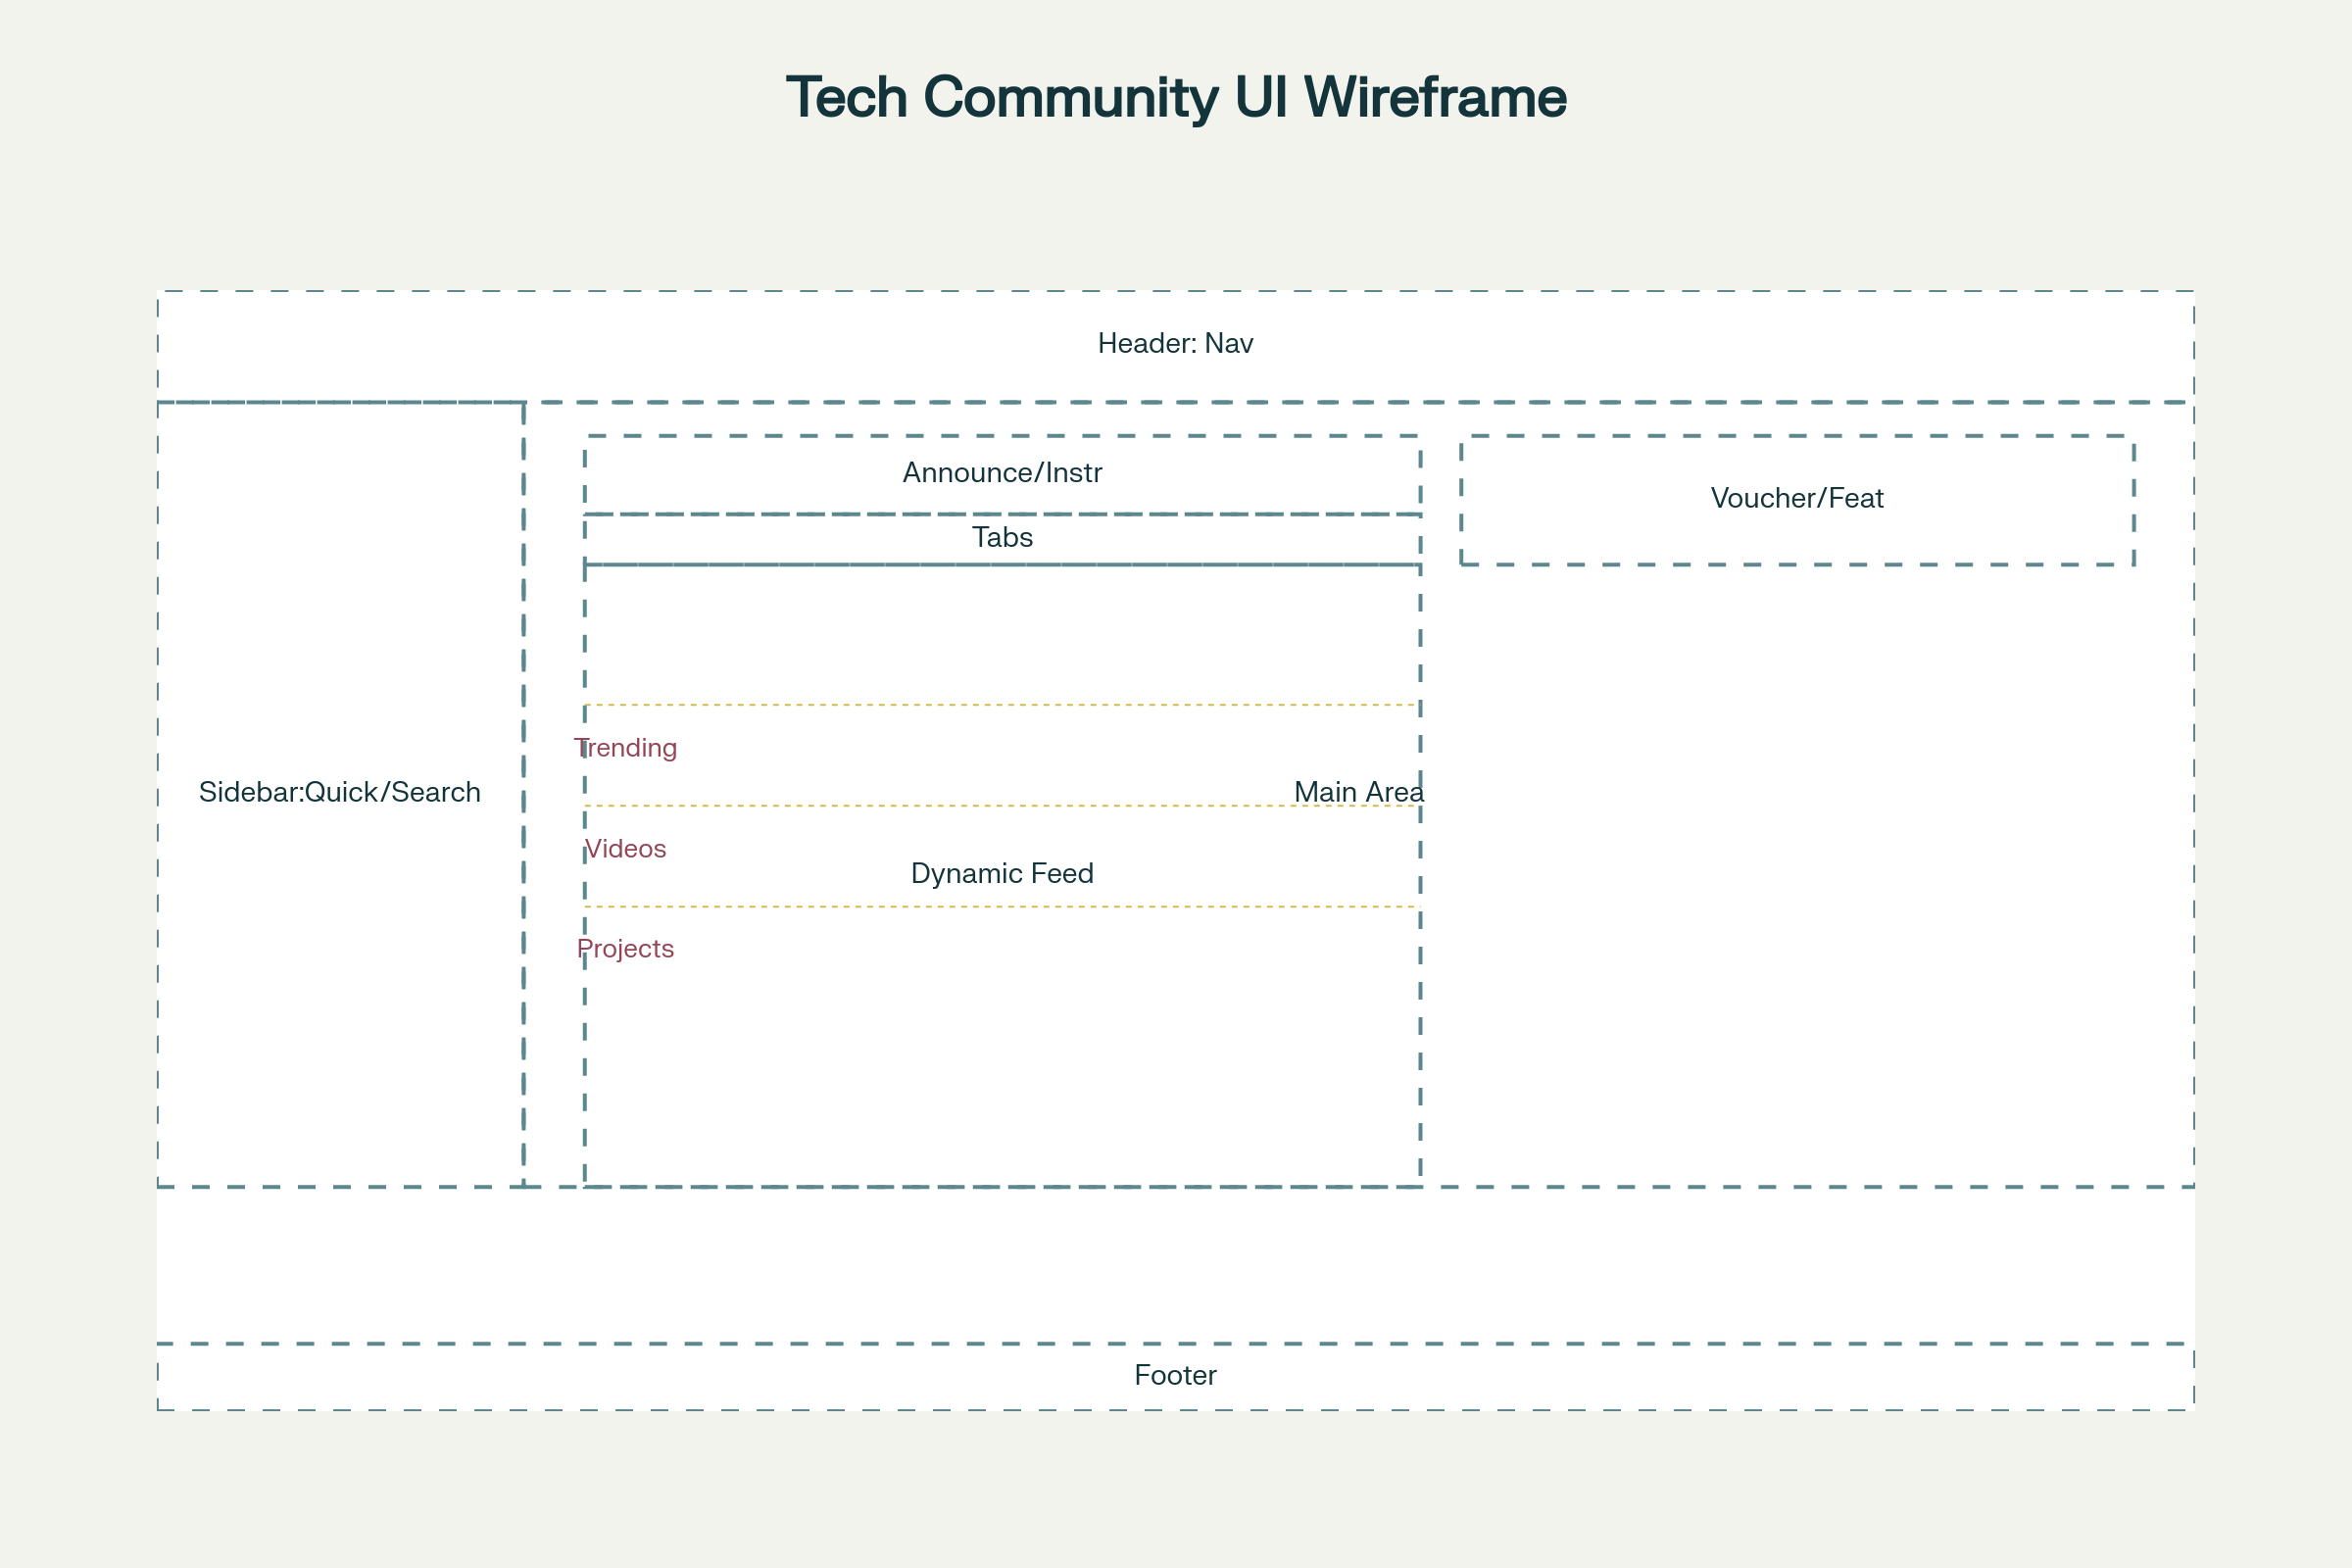 Tech Community UI Wireframe
Header: Nav
Announce/Instr
Voucher/Feat
Tabs
Trending
Sidebar:Quick/Search
Main Area
Videos
Dynamic Feed
Projects
Footer